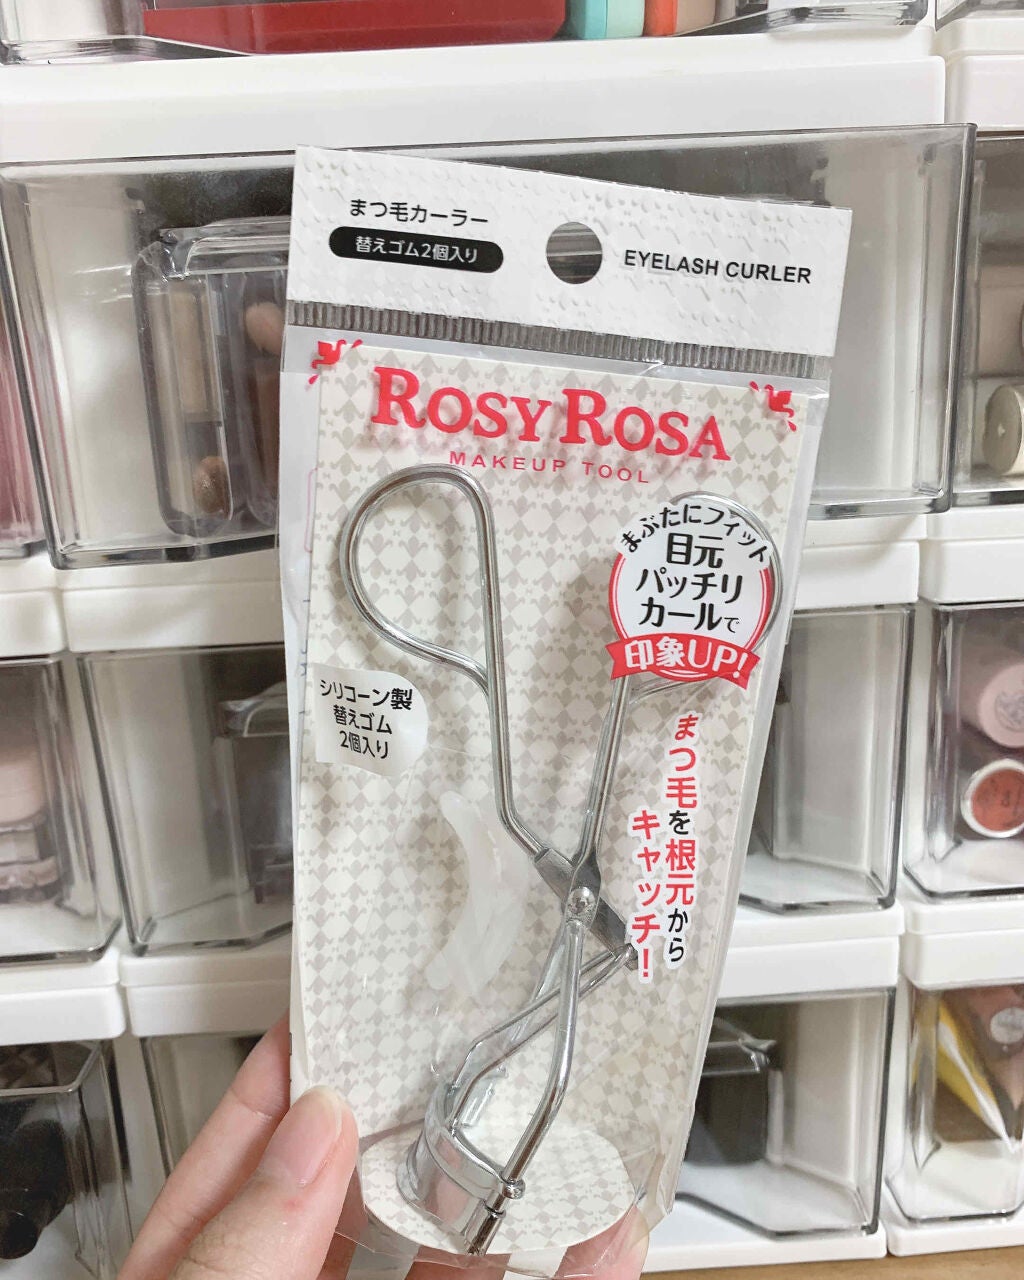 まつ毛カーラー
替えゴム2個入り
EYELASH CURLER
ROSY ROSA
MAKEUP TOOL
まぶたにフィット
目元
パッチリ
カールで
印象UP!
シリコーン製
替えゴム
2個入り
まつ毛を根元から
キャッチ!